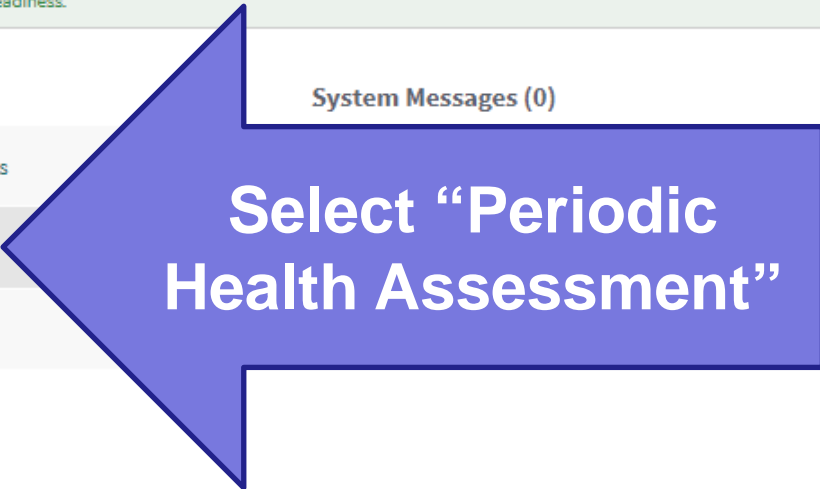 System Messages (0)
Select “Periodic
Health Assessment”